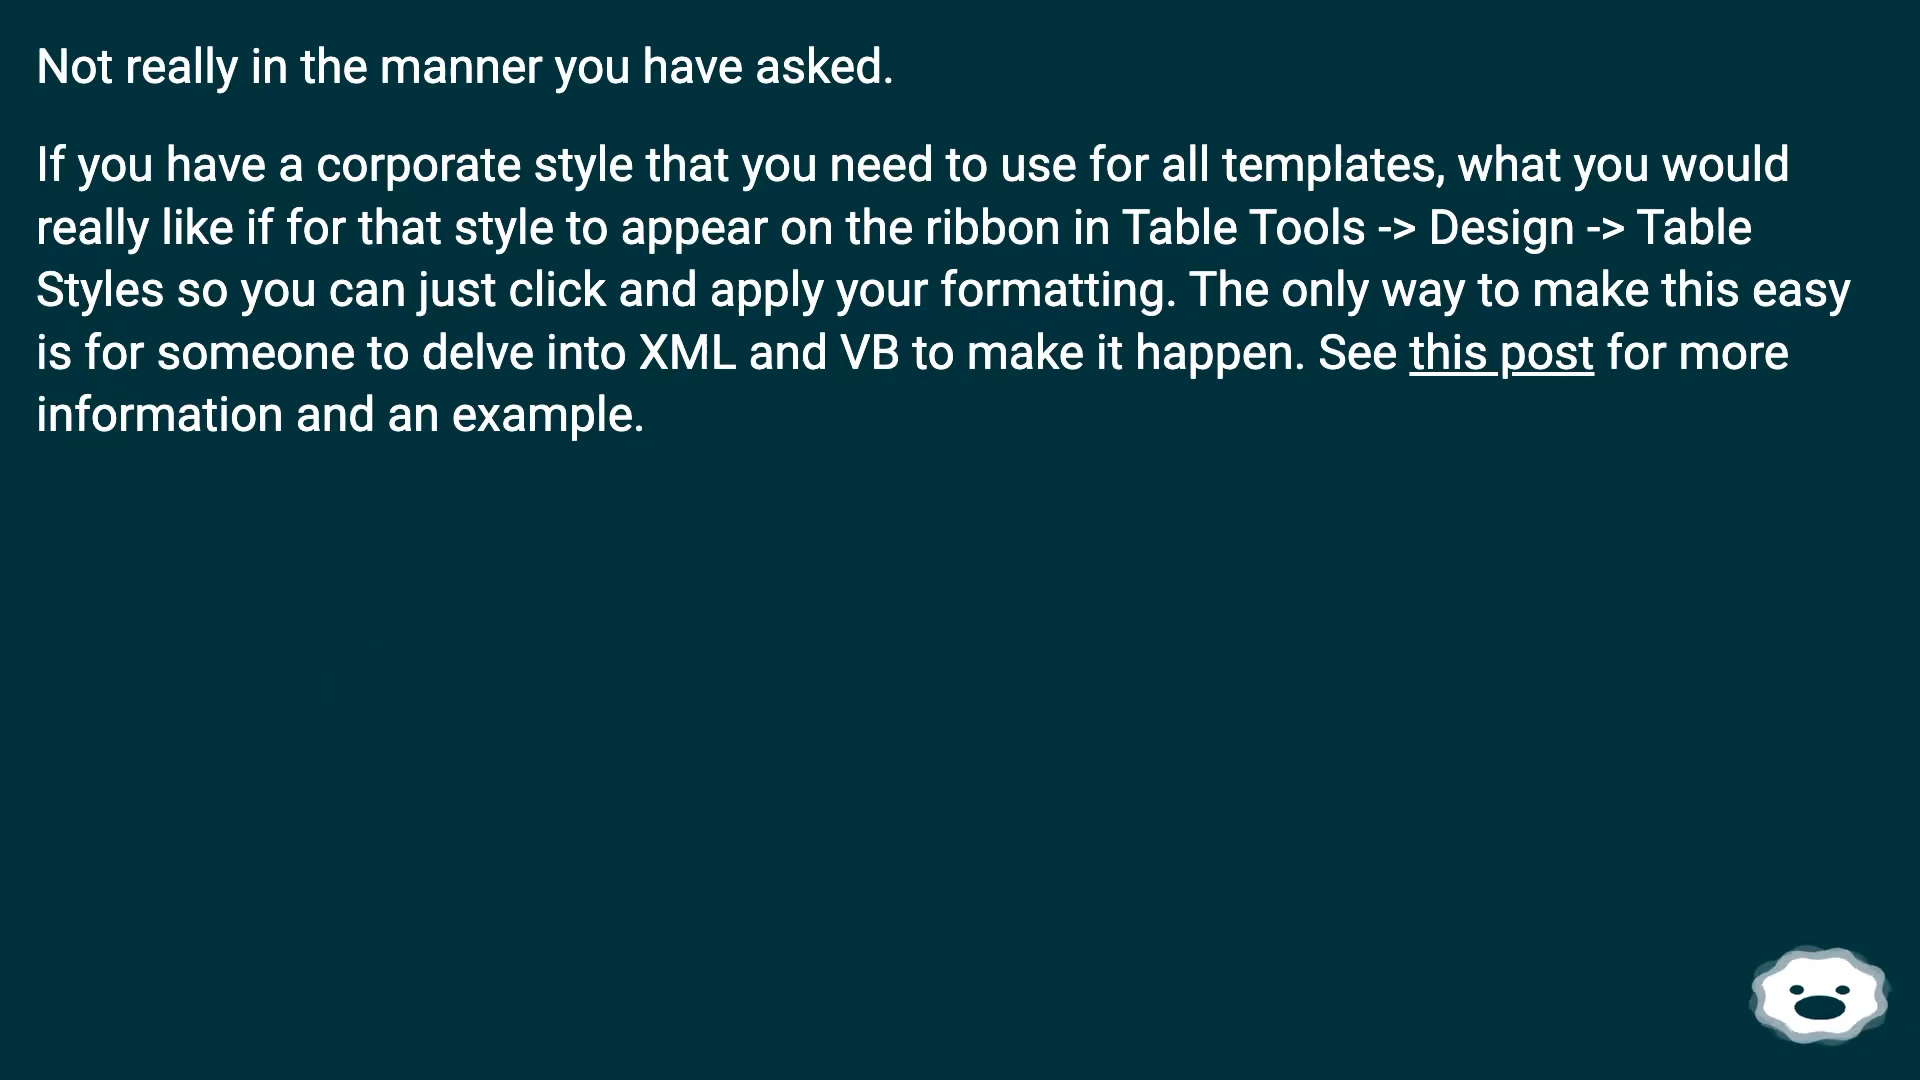 Not really in the manner you have asked.
If you have a corporate style that you need to use for all templates, what you would
really like if for that style to appear on the ribbon in Table Tools -> Design -> Table
Styles so you can just click and apply your formatting. The only way to make this easy
is for someone to delve into XML and VB to make it happen. See this post for more
information and an example.